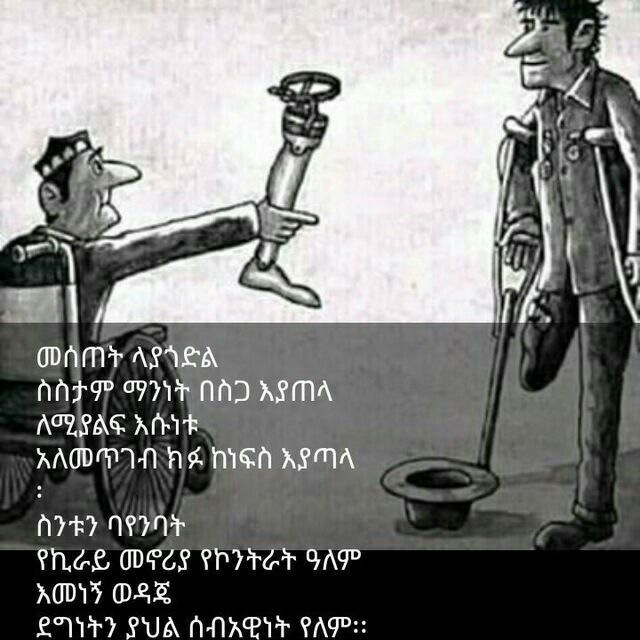 መሰጠት ላያጎድል
ስስታም ማንነት በስጋ እያጠላ
ለሚያልፍ እሱነቱ
አለመጥገብ ክፉ ከነፍስ እያጣላ
፡
ስንቱን ባየንባት
የኪራይ መኖሪያ የኮንትራት ዓለም
እመነኝ ወዳጄ
ደግነትን ያህል ሰብአዊነት የለም።